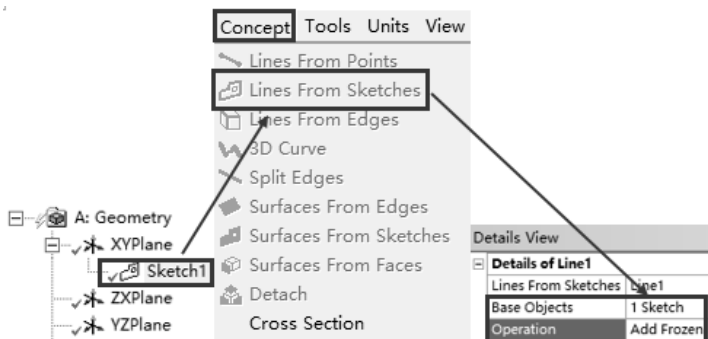 Concept Tools Units View
Lines From Points
Lines From Sketches
Lines From Edges
3D Curve
Split Edges
Surfaces From Edges
Surfaces From Sketches
Surfaces From Faces
Detach
Cross Section
A: Geometry
XYPlane
Sketch1
ZXPlane
YZPlane
Details View
Details of Line1
Lines From Sketches Line1
Base Objects 1 Sketch
Operation Add Frozen